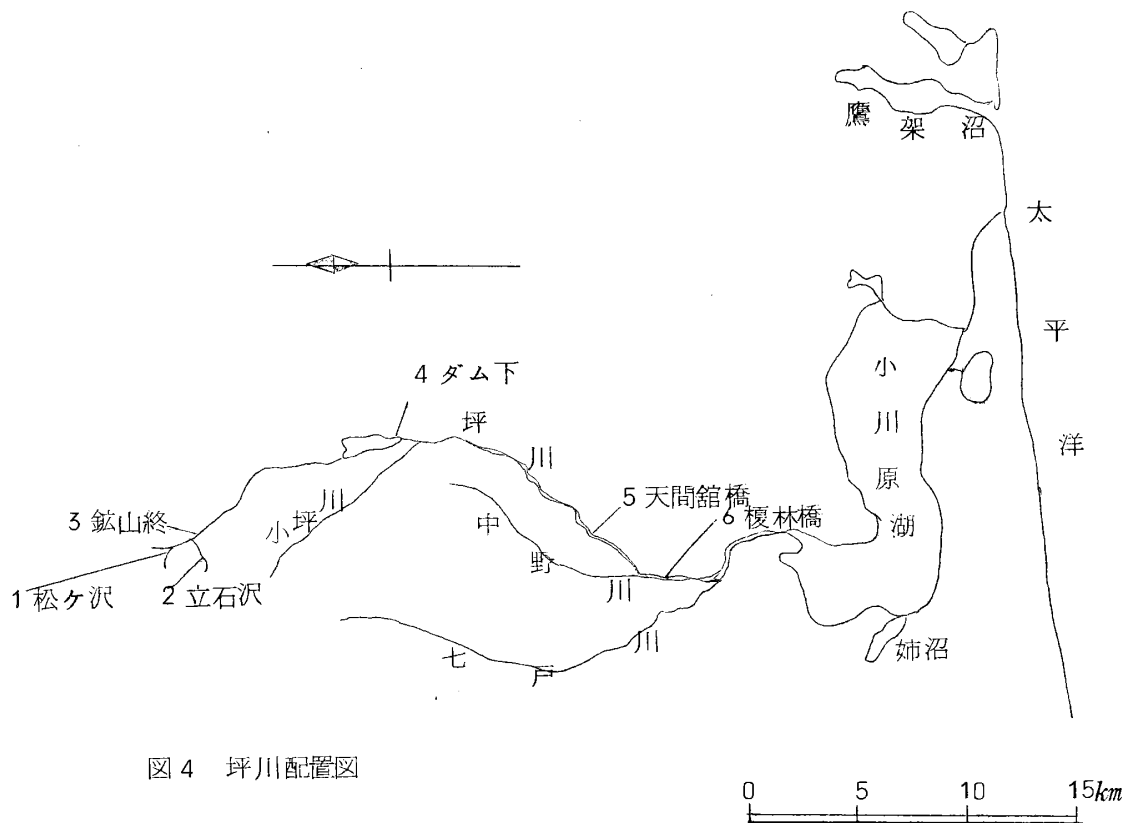 鷹架沼
太平洋
小川原湖
4 ダム下
坪川
5 天間舘橋
6 榎林橋
3 鉱山終
小坪川
中野川
1 松ケ沢
2 立石沢
七戸川
姉沼
図4 坪川配置図
0 5 10 15km